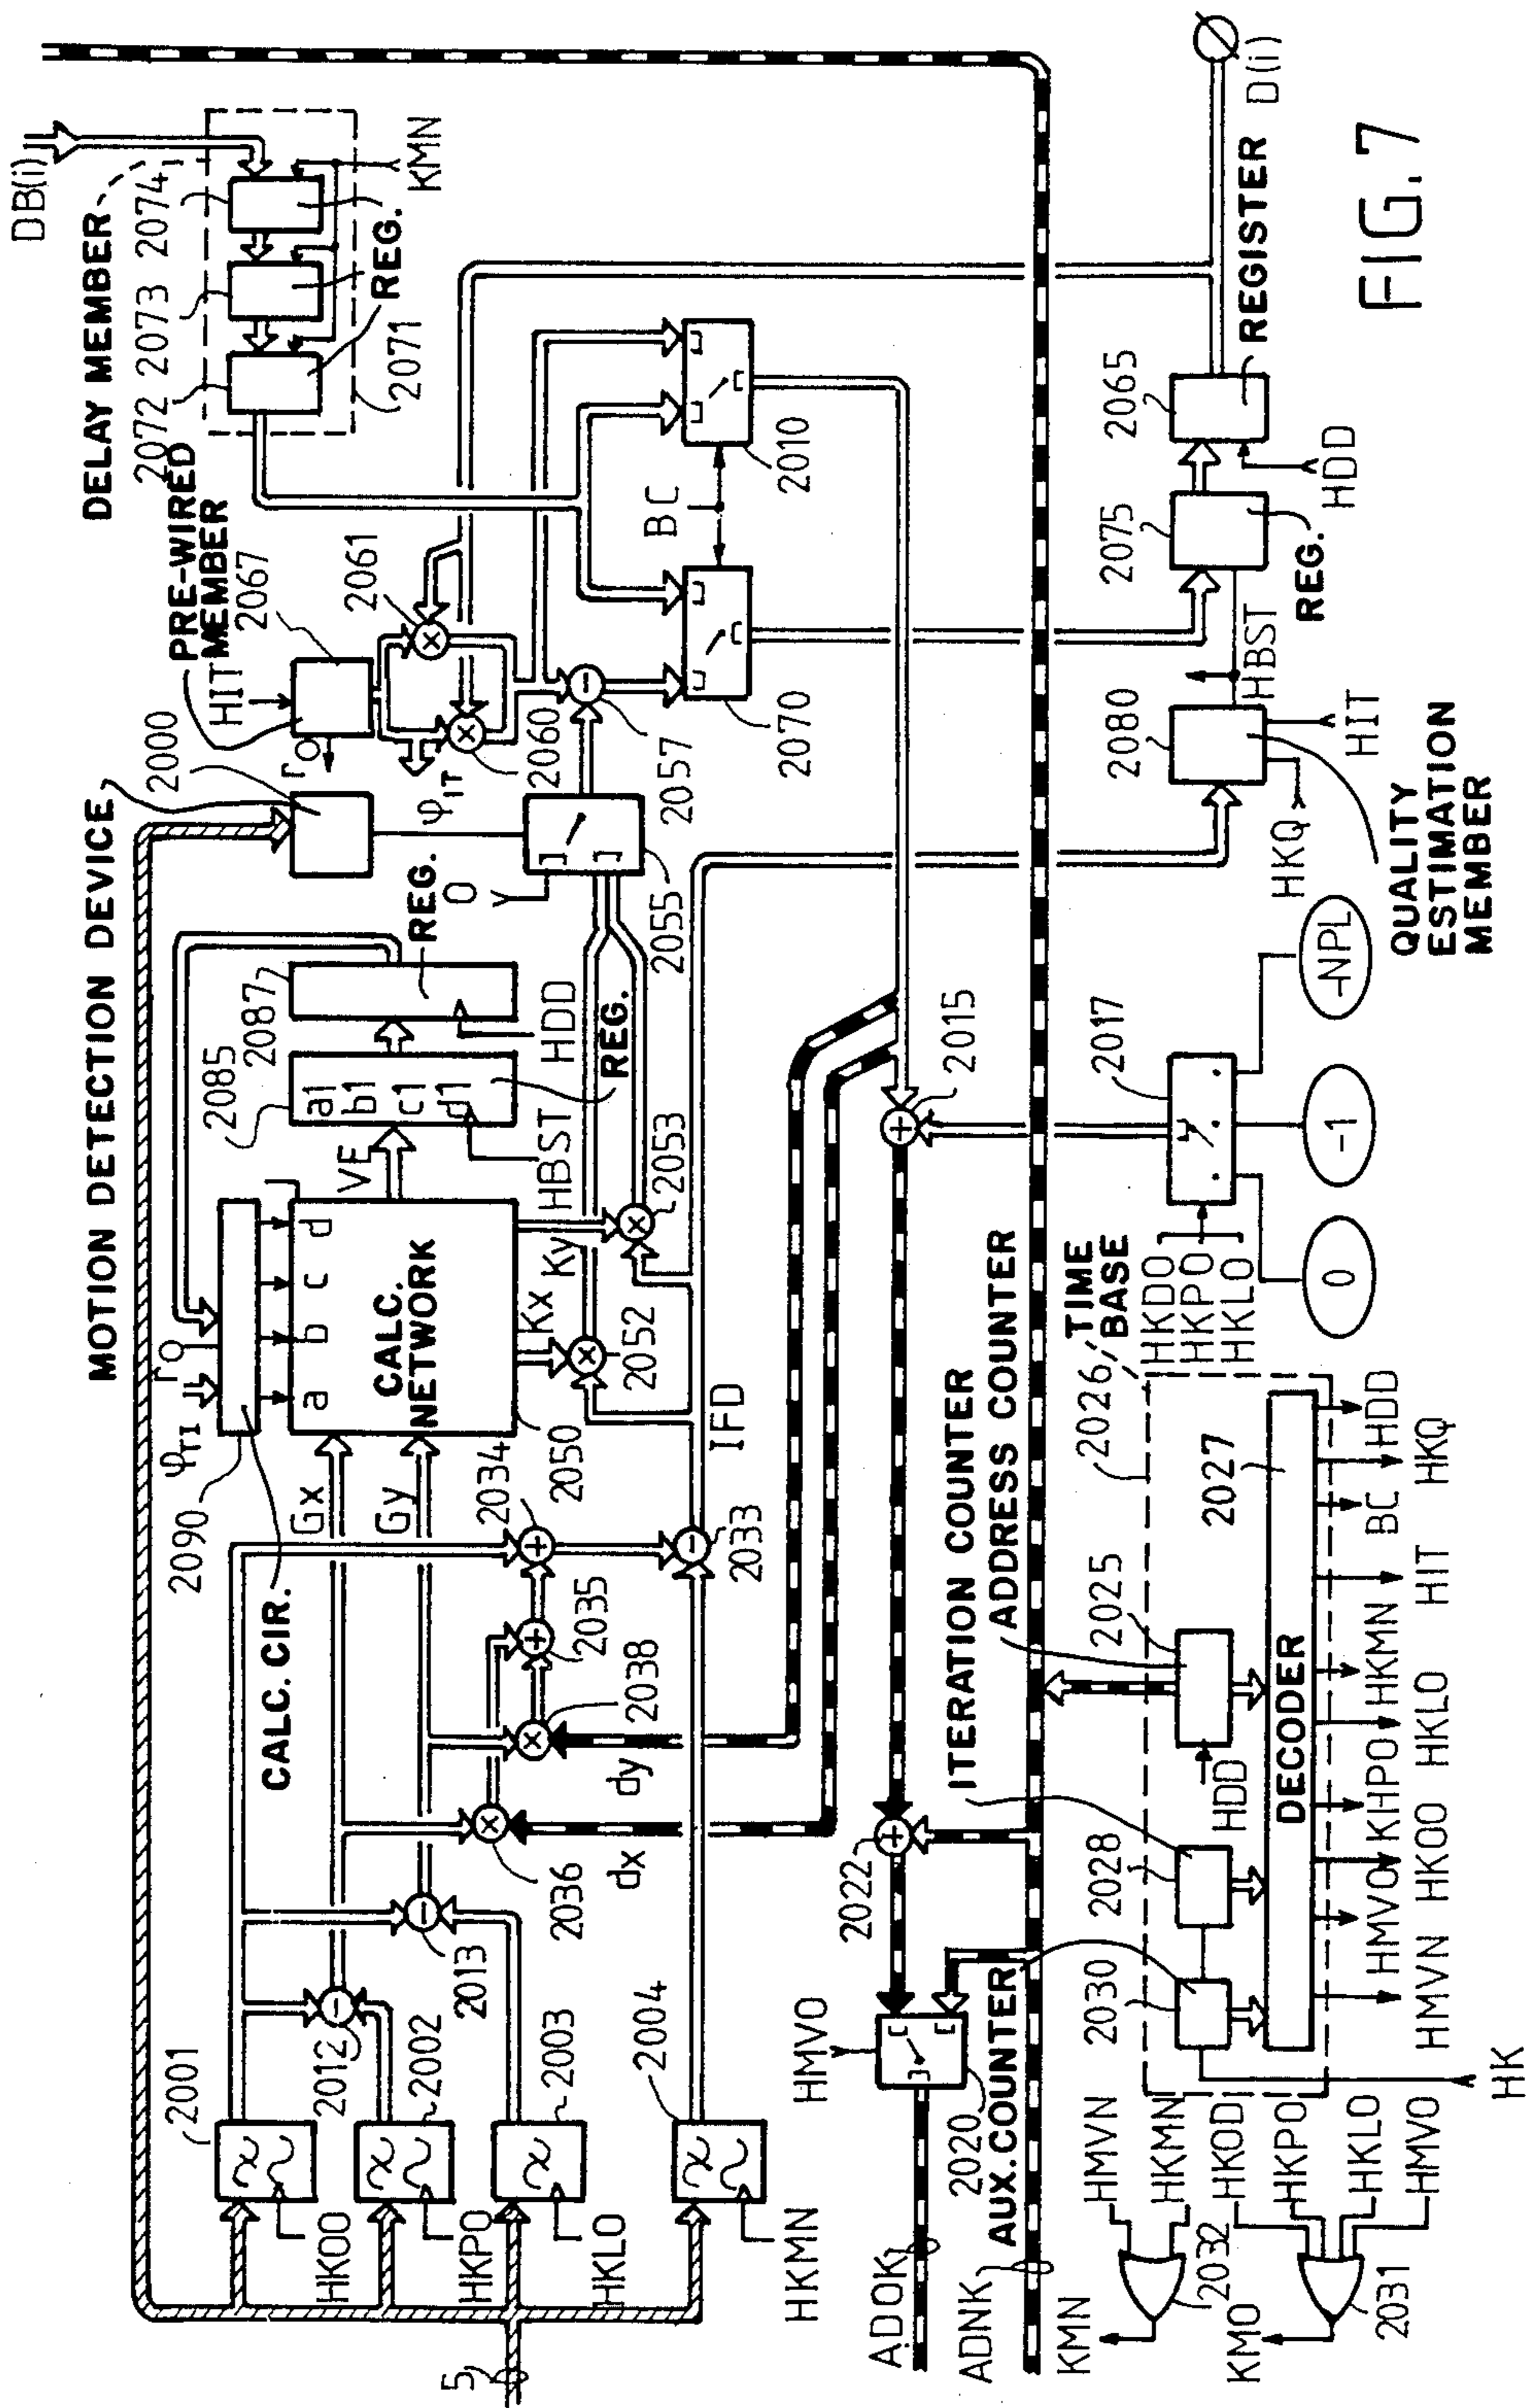 DB(i)
DELAY MEMBER
2072 2073 2074
KMN
REG.
2071
PRE-WIRED
MEMBER
2067
HIT
2061
ro
φIT
2060
2057
BC
2010
2070
MOTION DETECTION DEVICE
2000
0
2055
2085
2087
REG.
a1
b1
c1
d1
HDD
REG.
VE
HBST
φTI
ro
2090
a b c d
CALC.
NETWORK
Gx
Gy
Kx
Ky
2050
2052
2053
CALC. CIR.
2034
2035
2033
IFD
2038
2036
dy
dx
2001
2012
2002
2013
2003
2004
HKOO
HKPO
HKLO
HKMN
5
2015
2017
HKDO
HKPO
HKLO
0
-1
-NPL
2022
HMVO
2020
ADOK
ADNK
AUX. COUNTER
ITERATION COUNTER
ADDRESS COUNTER
TIME
BASE
2026
2025
2028
2030
HDD
2027
DECODER
HMVN
HMVO
HKOO
KHPO
HKLO
HKMN
HIT
BC
HKQ
HDD
HK
HMVN
HKMN
2032
KMN
HKOD
HKPO
HKLO
HMVO
2031
KMO
2080
HBST
HIT
HKQ
QUALITY
ESTIMATION
MEMBER
2075
REG.
2065
HDD
REGISTER
D(i)
FIG. 7